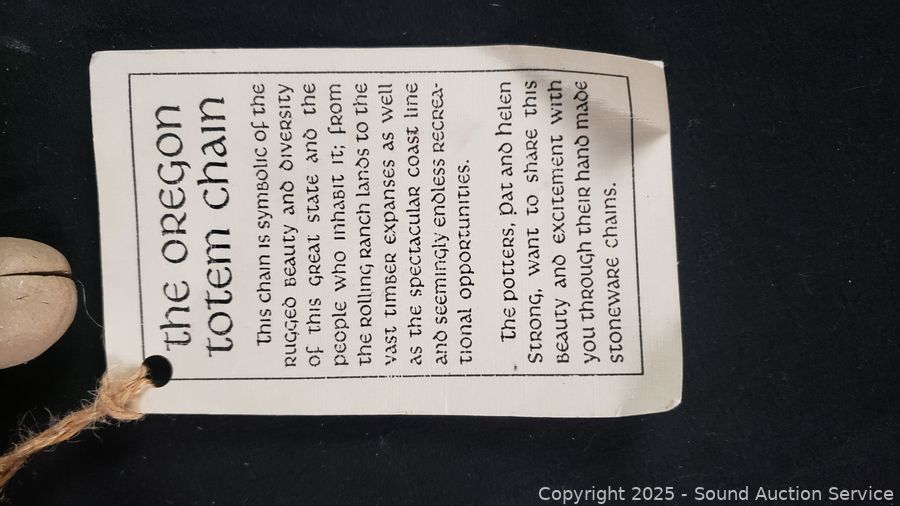 the OREGON
totem chain
this chain is symbolic of the
rugged beauty and diversity
of this great state and the
people who inhabit it; from
the rolling ranch lands to the
vast timber expanses as well
as the spectacular coast line
and seemingly endless recrea-
tional opportunities.
the potters, Pat and Helen
Strong, want to share this
beauty and excitement with
you through their hand made
stoneware chains.
Copyright 2025 - Sound Auction Service